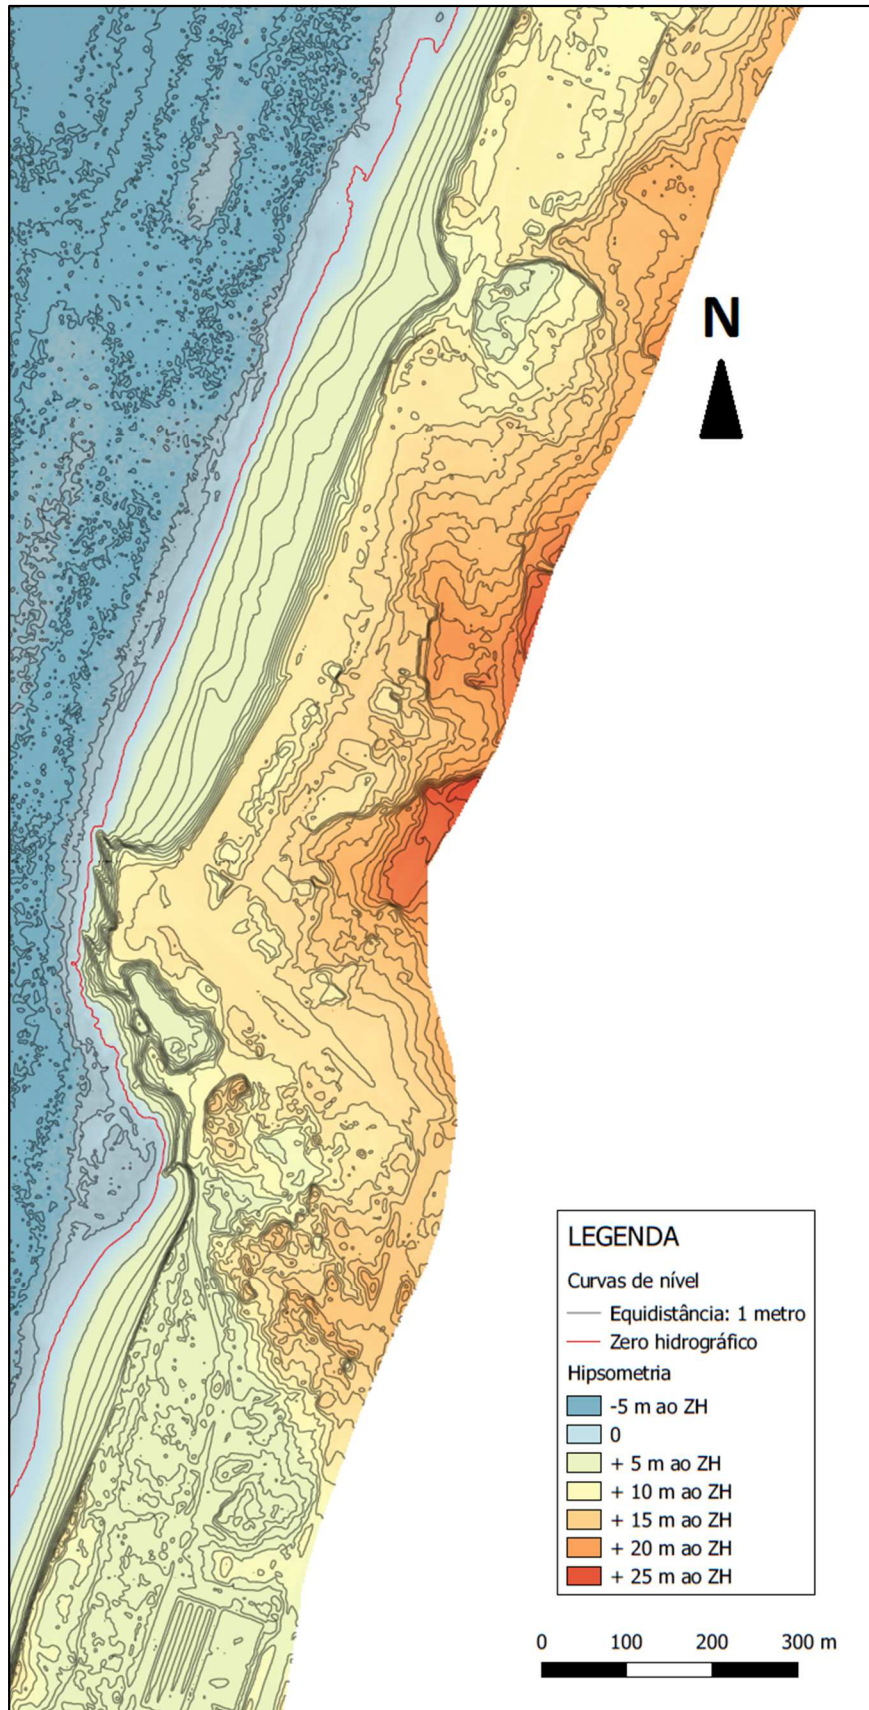 N
LEGENDA
Curvas de nível
Equidistância: 1 metro
Zero hidrográfico
Hipsometria
-5 m ao ZH
0
+ 5 m ao ZH
+ 10 m ao ZH
+ 15 m ao ZH
+ 20 m ao ZH
+ 25 m ao ZH
0 100 200 300 m